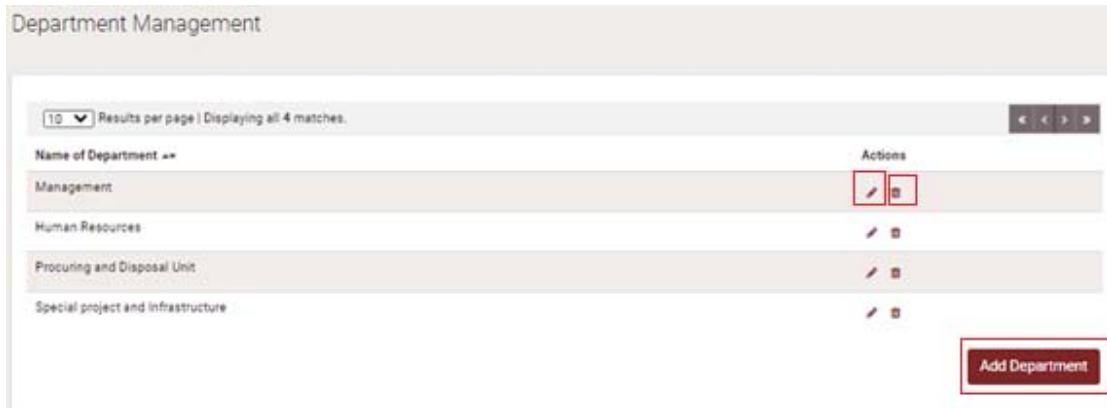 Department Management
10 Results per page | Displaying all 4 matches.
« < > »
Name of Department
Actions
Management
Human Resources
Procuring and Disposal Unit
Special project and Infrastructure
Add Department